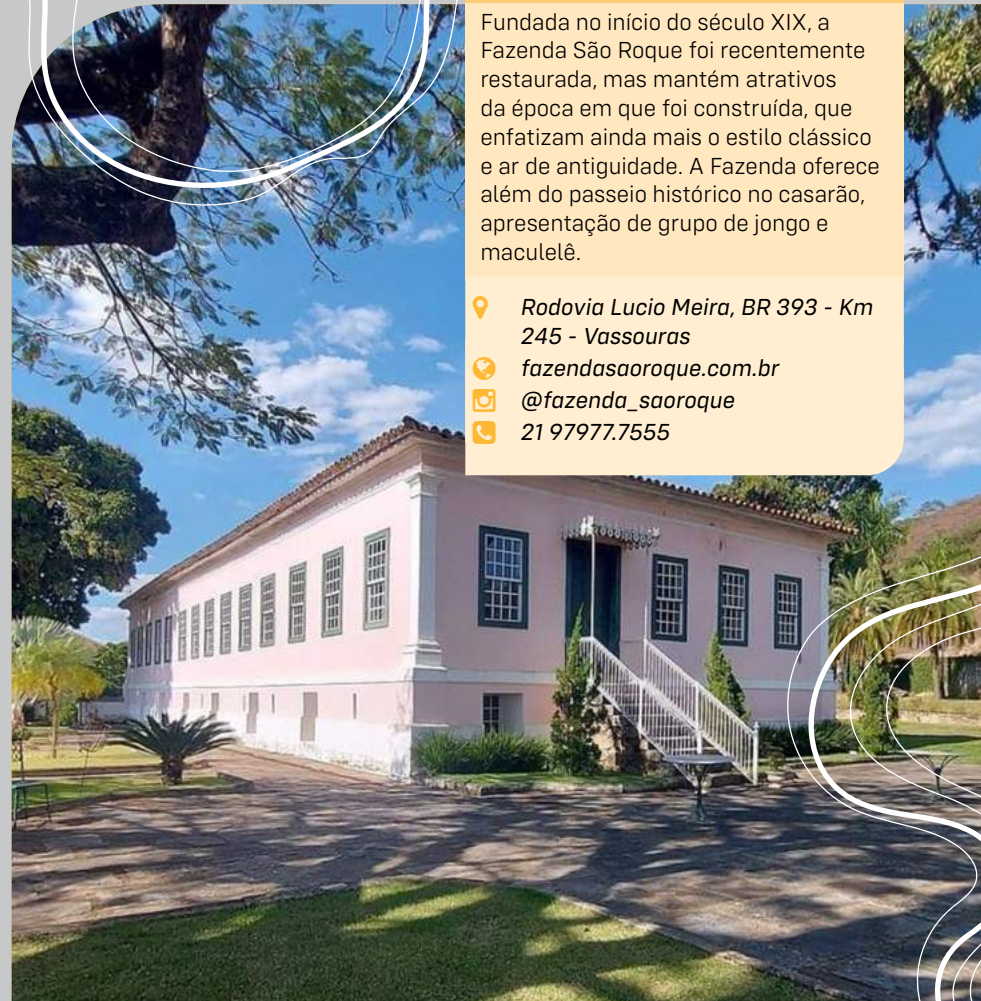 Fundada no início do século XIX, a
Fazenda São Roque foi recentemente
restaurada, mas mantém atrativos
da época em que foi construída, que
enfatizam ainda mais o estilo clássico
e ar de antiguidade. A Fazenda oferece
além do passeio histórico no casarão,
apresentação de grupo de jongo e
maculelê.
Rodovia Lucio Meira, BR 393 - Km
245 - Vassouras
fazendasaoroque.com.br
@fazenda_saoroque
21 97977.7555